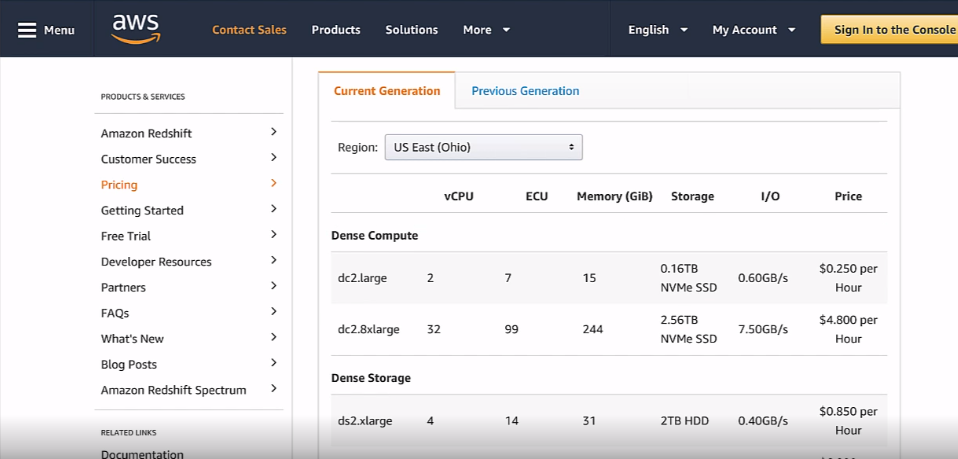 Menu
aws
Contact Sales
Products
Solutions
More
English
My Account
Sign In to the Console
PRODUCTS & SERVICES
Amazon Redshift
Customer Success
Pricing
Getting Started
Free Trial
Developer Resources
Partners
FAQs
What's New
Blog Posts
Amazon Redshift Spectrum
RELATED LINKS
Documentation
Current Generation Previous Generation
Region: US East (Ohio)
vCPU ECU Memory (GiB) Storage I/O Price
Dense Compute
dc2.large 2 7 15 0.16TB NVMe SSD 0.60GB/s $0.250 per Hour
dc2.8xlarge 32 99 244 2.56TB NVMe SSD 7.50GB/s $4.800 per Hour
Dense Storage
ds2.xlarge 4 14 31 2TB HDD 0.40GB/s $0.850 per Hour